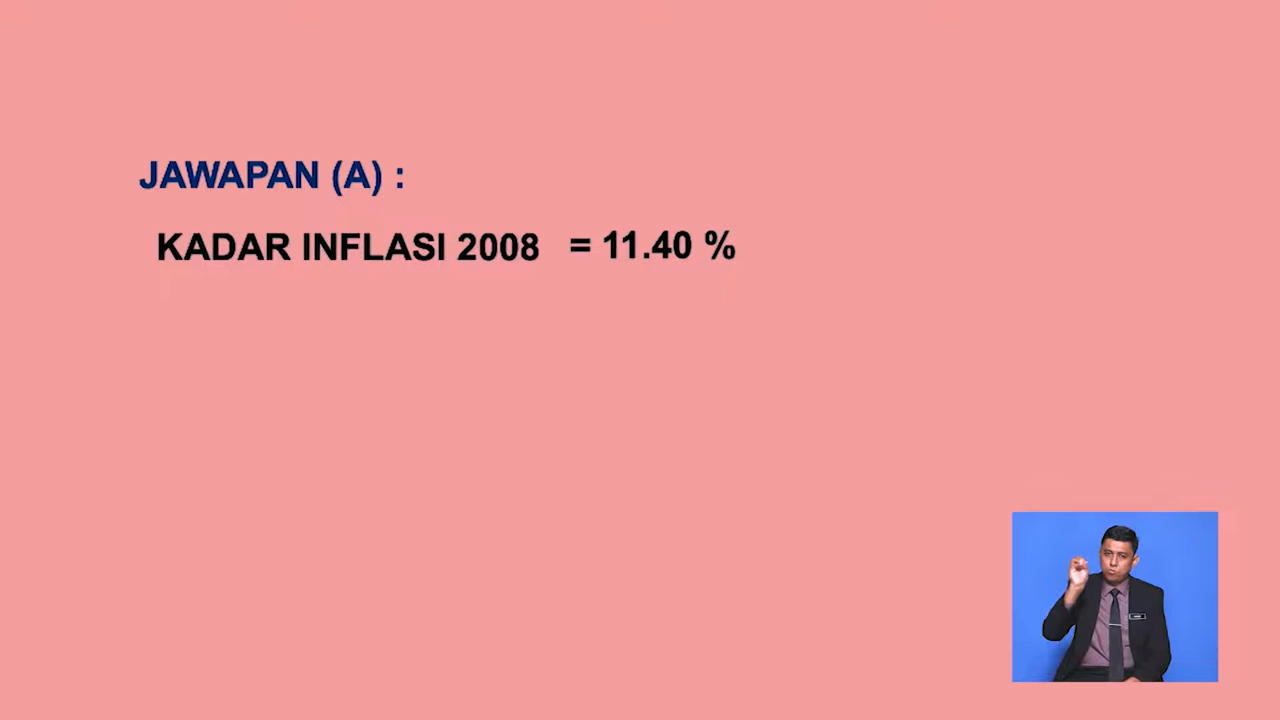 JAWAPAN (A) :
KADAR INFLASI 2008 = 11.40 %